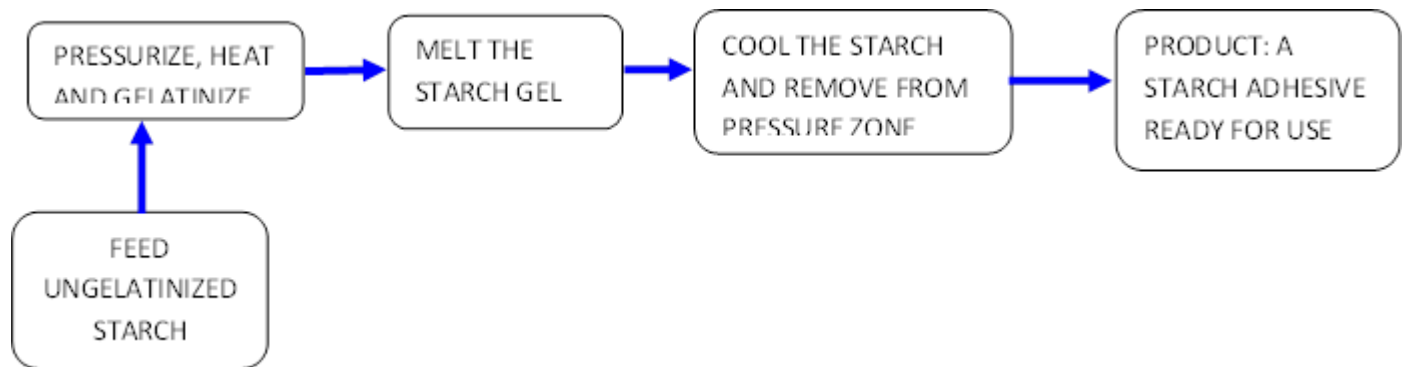 FEED
UNGELATINIZED
STARCH
PRESSURIZE, HEAT
AND GELATINIZE
MELT THE
STARCH GEL
COOL THE STARCH
AND REMOVE FROM
PRESSURE ZONE
PRODUCT: A
STARCH ADHESIVE
READY FOR USE